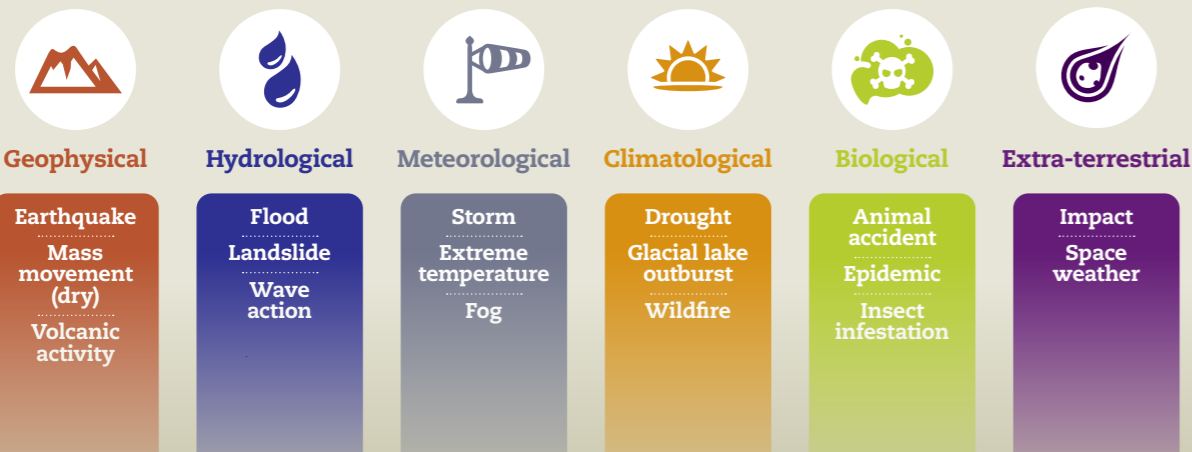 Geophysical
Earthquake
Mass
movement
(dry)
Volcanic
activity
Hydrological
Flood
Landslide
Wave
action
Meteorological
Storm
Extreme
temperature
Fog
Climatological
Drought
Glacial lake
outburst
Wildfire
Biological
Animal
accident
Epidemic
Insect
infestation
Extra-terrestrial
Impact
Space
weather